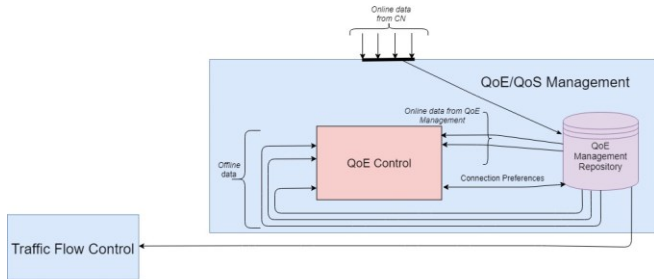 Online data
from CN
QoE/QoS Management
Online data from QoE
Management
QoE Control
QoE
Management
Repository
Offline
data
Connection Preferences
Traffic Flow Control